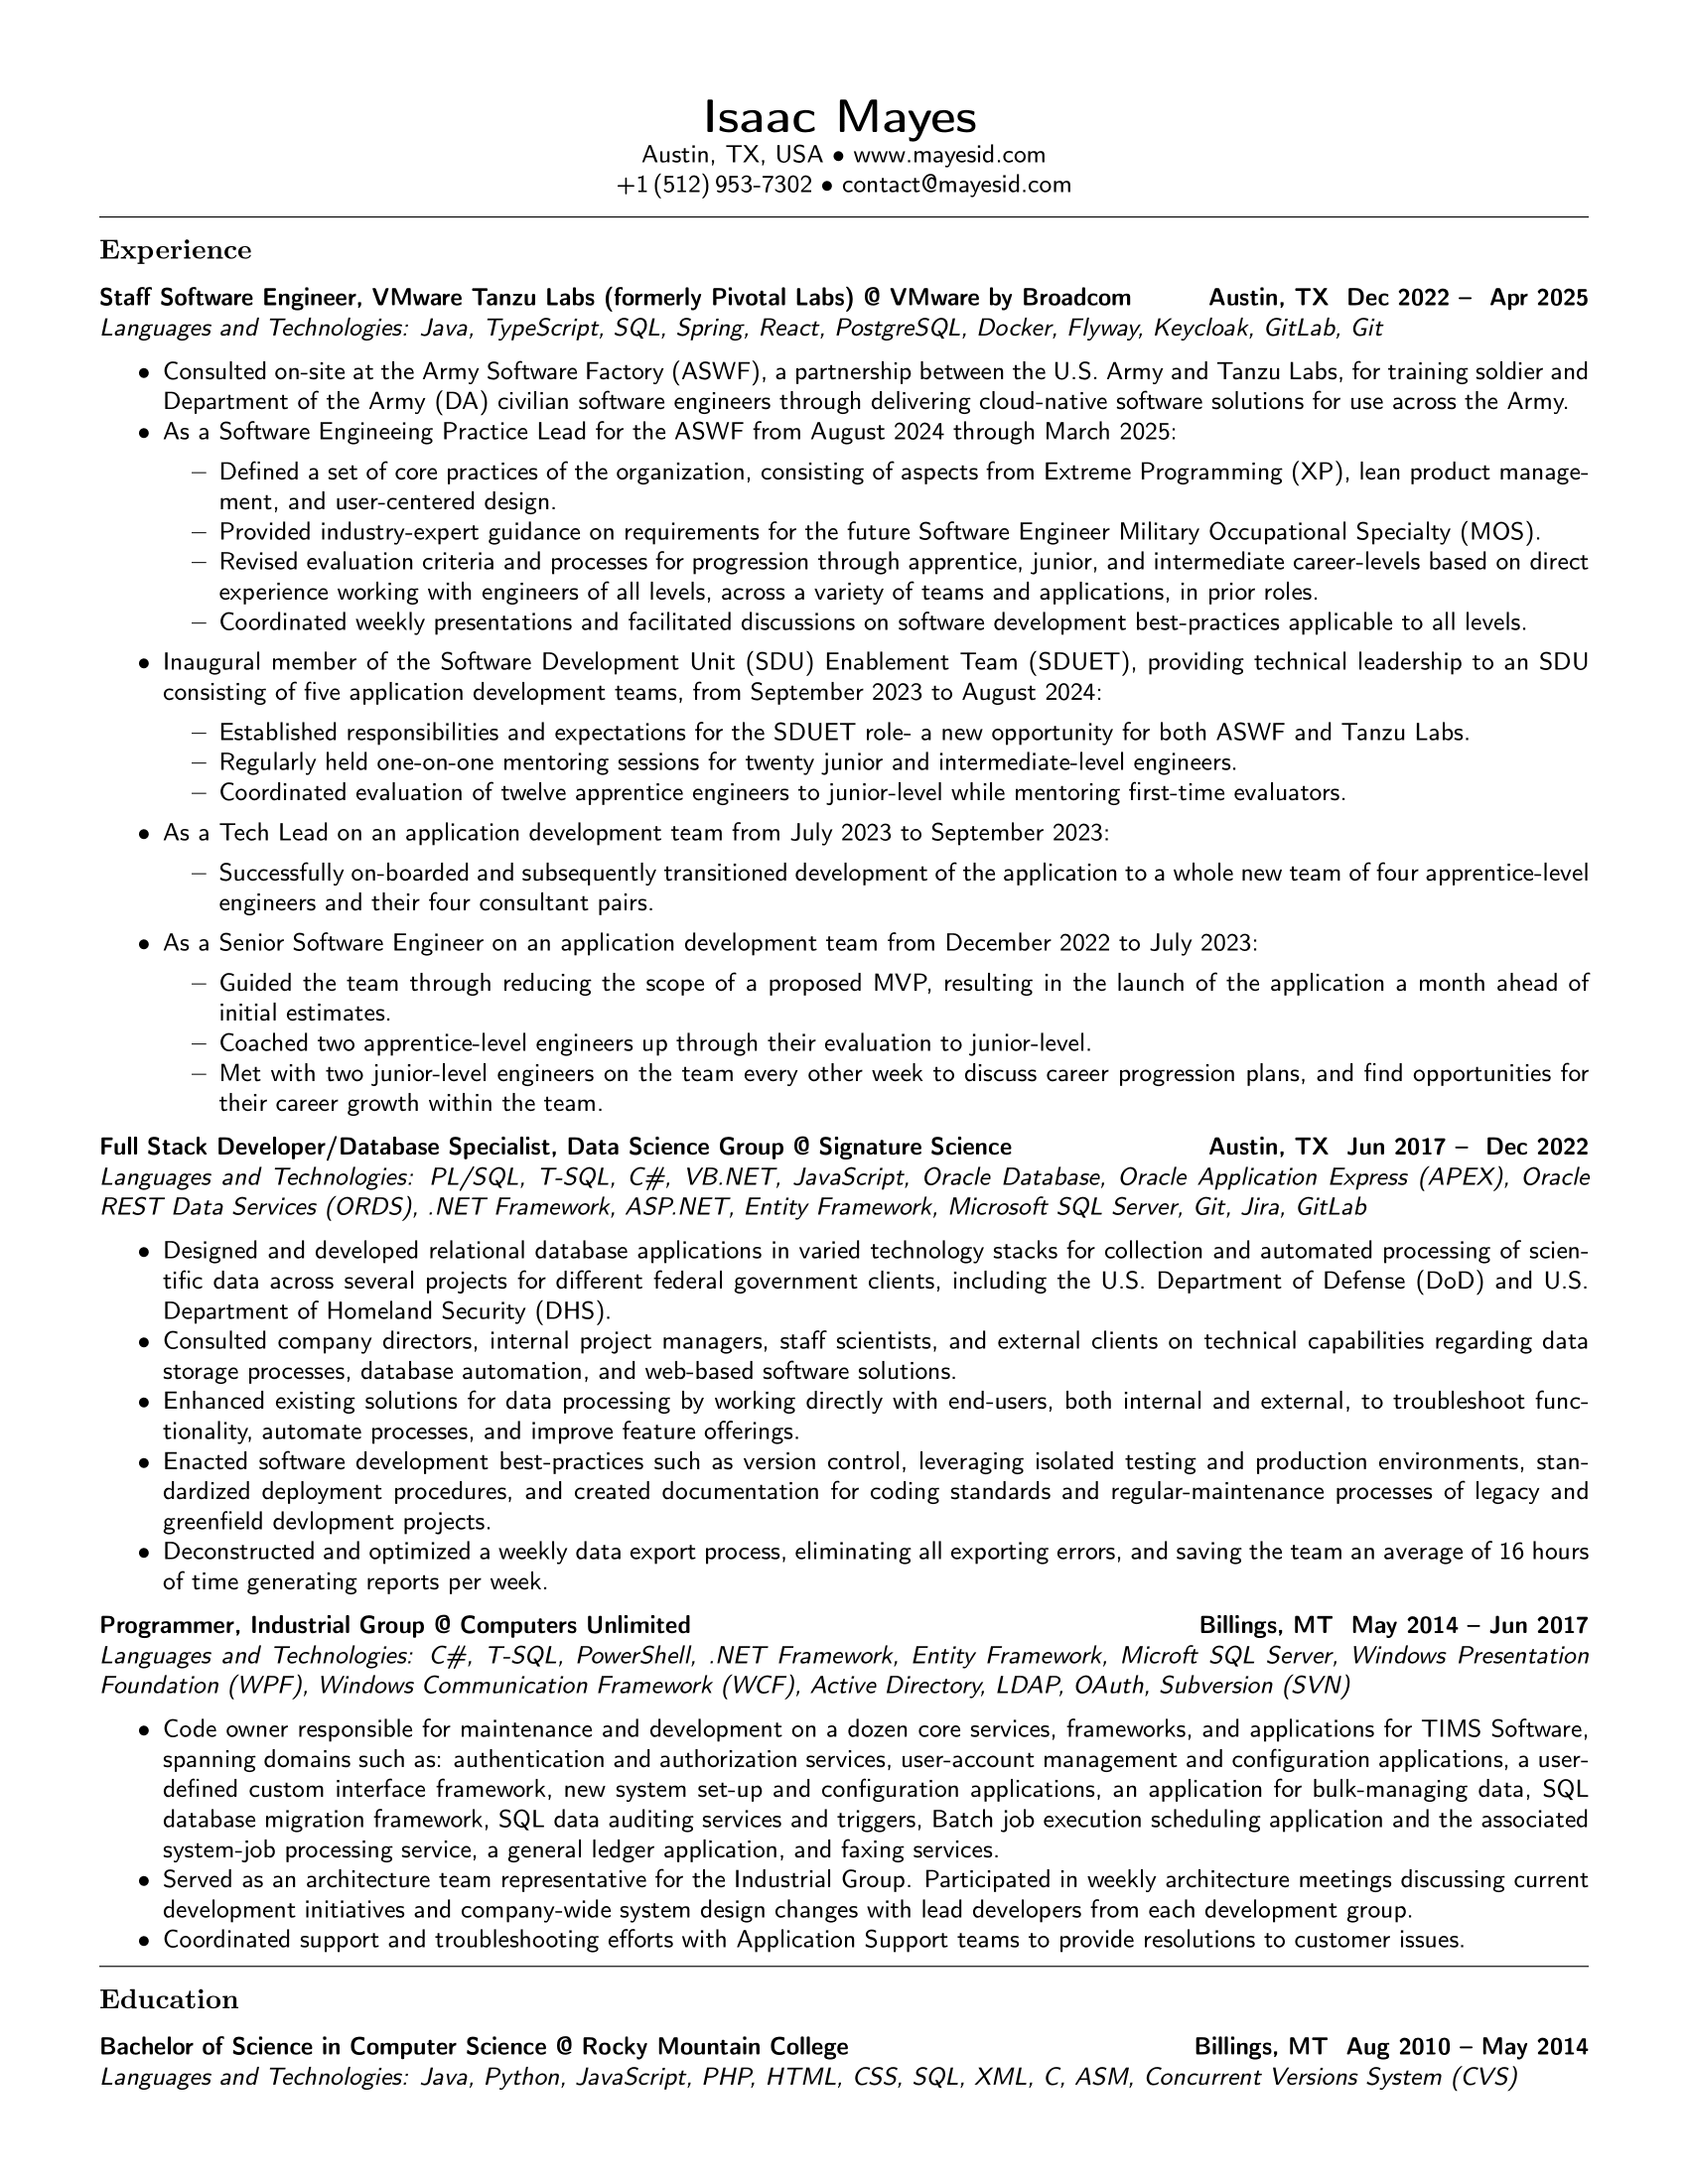 Isaac Mayes
Austin, TX, USA • www.mayesid.com
+1 (512) 953-7302 • contact@mayesid.com
Experience
Staff Software Engineer, VMware Tanzu Labs (formerly Pivotal Labs) @ VMware by Broadcom Austin, TX Dec 2022 – Apr 2025
Languages and Technologies: Java, TypeScript, SQL, Spring, React, PostgreSQL, Docker, Flyway, Keycloak, GitLab, Git
• Consulted on-site at the Army Software Factory (ASWF), a partnership between the U.S. Army and Tanzu Labs, for training soldier and
Department of the Army (DA) civilian software engineers through delivering cloud-native software solutions for use across the Army.
• As a Software Engineeing Practice Lead for the ASWF from August 2024 through March 2025:
– Defined a set of core practices of the organization, consisting of aspects from Extreme Programming (XP), lean product manage-
ment, and user-centered design.
– Provided industry-expert guidance on requirements for the future Software Engineer Military Occupational Specialty (MOS).
– Revised evaluation criteria and processes for progression through apprentice, junior, and intermediate career-levels based on direct
experience working with engineers of all levels, across a variety of teams and applications, in prior roles.
– Coordinated weekly presentations and facilitated discussions on software development best-practices applicable to all levels.
• Inaugural member of the Software Development Unit (SDU) Enablement Team (SDUET), providing technical leadership to an SDU
consisting of five application development teams, from September 2023 to August 2024:
– Established responsibilities and expectations for the SDUET role- a new opportunity for both ASWF and Tanzu Labs.
– Regularly held one-on-one mentoring sessions for twenty junior and intermediate-level engineers.
– Coordinated evaluation of twelve apprentice engineers to junior-level while mentoring first-time evaluators.
• As a Tech Lead on an application development team from July 2023 to September 2023:
– Successfully on-boarded and subsequently transitioned development of the application to a whole new team of four apprentice-level
engineers and their four consultant pairs.
• As a Senior Software Engineer on an application development team from December 2022 to July 2023:
– Guided the team through reducing the scope of a proposed MVP, resulting in the launch of the application a month ahead of
initial estimates.
– Coached two apprentice-level engineers up through their evaluation to junior-level.
– Met with two junior-level engineers on the team every other week to discuss career progression plans, and find opportunities for
their career growth within the team.
Full Stack Developer/Database Specialist, Data Science Group @ Signature Science Austin, TX Jun 2017 – Dec 2022
Languages and Technologies: PL/SQL, T-SQL, C#, VB.NET, JavaScript, Oracle Database, Oracle Application Express (APEX), Oracle
REST Data Services (ORDS), .NET Framework, ASP.NET, Entity Framework, Microsoft SQL Server, Git, Jira, GitLab
• Designed and developed relational database applications in varied technology stacks for collection and automated processing of scien-
tific data across several projects for different federal government clients, including the U.S. Department of Defense (DoD) and U.S.
Department of Homeland Security (DHS).
• Consulted company directors, internal project managers, staff scientists, and external clients on technical capabilities regarding data
storage processes, database automation, and web-based software solutions.
• Enhanced existing solutions for data processing by working directly with end-users, both internal and external, to troubleshoot func-
tionality, automate processes, and improve feature offerings.
• Enacted software development best-practices such as version control, leveraging isolated testing and production environments, stan-
dardized deployment procedures, and created documentation for coding standards and regular-maintenance processes of legacy and
greenfield devlopment projects.
• Deconstructed and optimized a weekly data export process, eliminating all exporting errors, and saving the team an average of 16 hours
of time generating reports per week.
Programmer, Industrial Group @ Computers Unlimited Billings, MT May 2014 – Jun 2017
Languages and Technologies: C#, T-SQL, PowerShell, .NET Framework, Entity Framework, Microft SQL Server, Windows Presentation
Foundation (WPF), Windows Communication Framework (WCF), Active Directory, LDAP, OAuth, Subversion (SVN)
• Code owner responsible for maintenance and development on a dozen core services, frameworks, and applications for TIMS Software,
spanning domains such as: authentication and authorization services, user-account management and configuration applications, a user-
defined custom interface framework, new system set-up and configuration applications, an application for bulk-managing data, SQL
database migration framework, SQL data auditing services and triggers, Batch job execution scheduling application and the associated
system-job processing service, a general ledger application, and faxing services.
• Served as an architecture team representative for the Industrial Group. Participated in weekly architecture meetings discussing current
development initiatives and company-wide system design changes with lead developers from each development group.
• Coordinated support and troubleshooting efforts with Application Support teams to provide resolutions to customer issues.
Education
Bachelor of Science in Computer Science @ Rocky Mountain College Billings, MT Aug 2010 – May 2014
Languages and Technologies: Java, Python, JavaScript, PHP, HTML, CSS, SQL, XML, C, ASM, Concurrent Versions System (CVS)